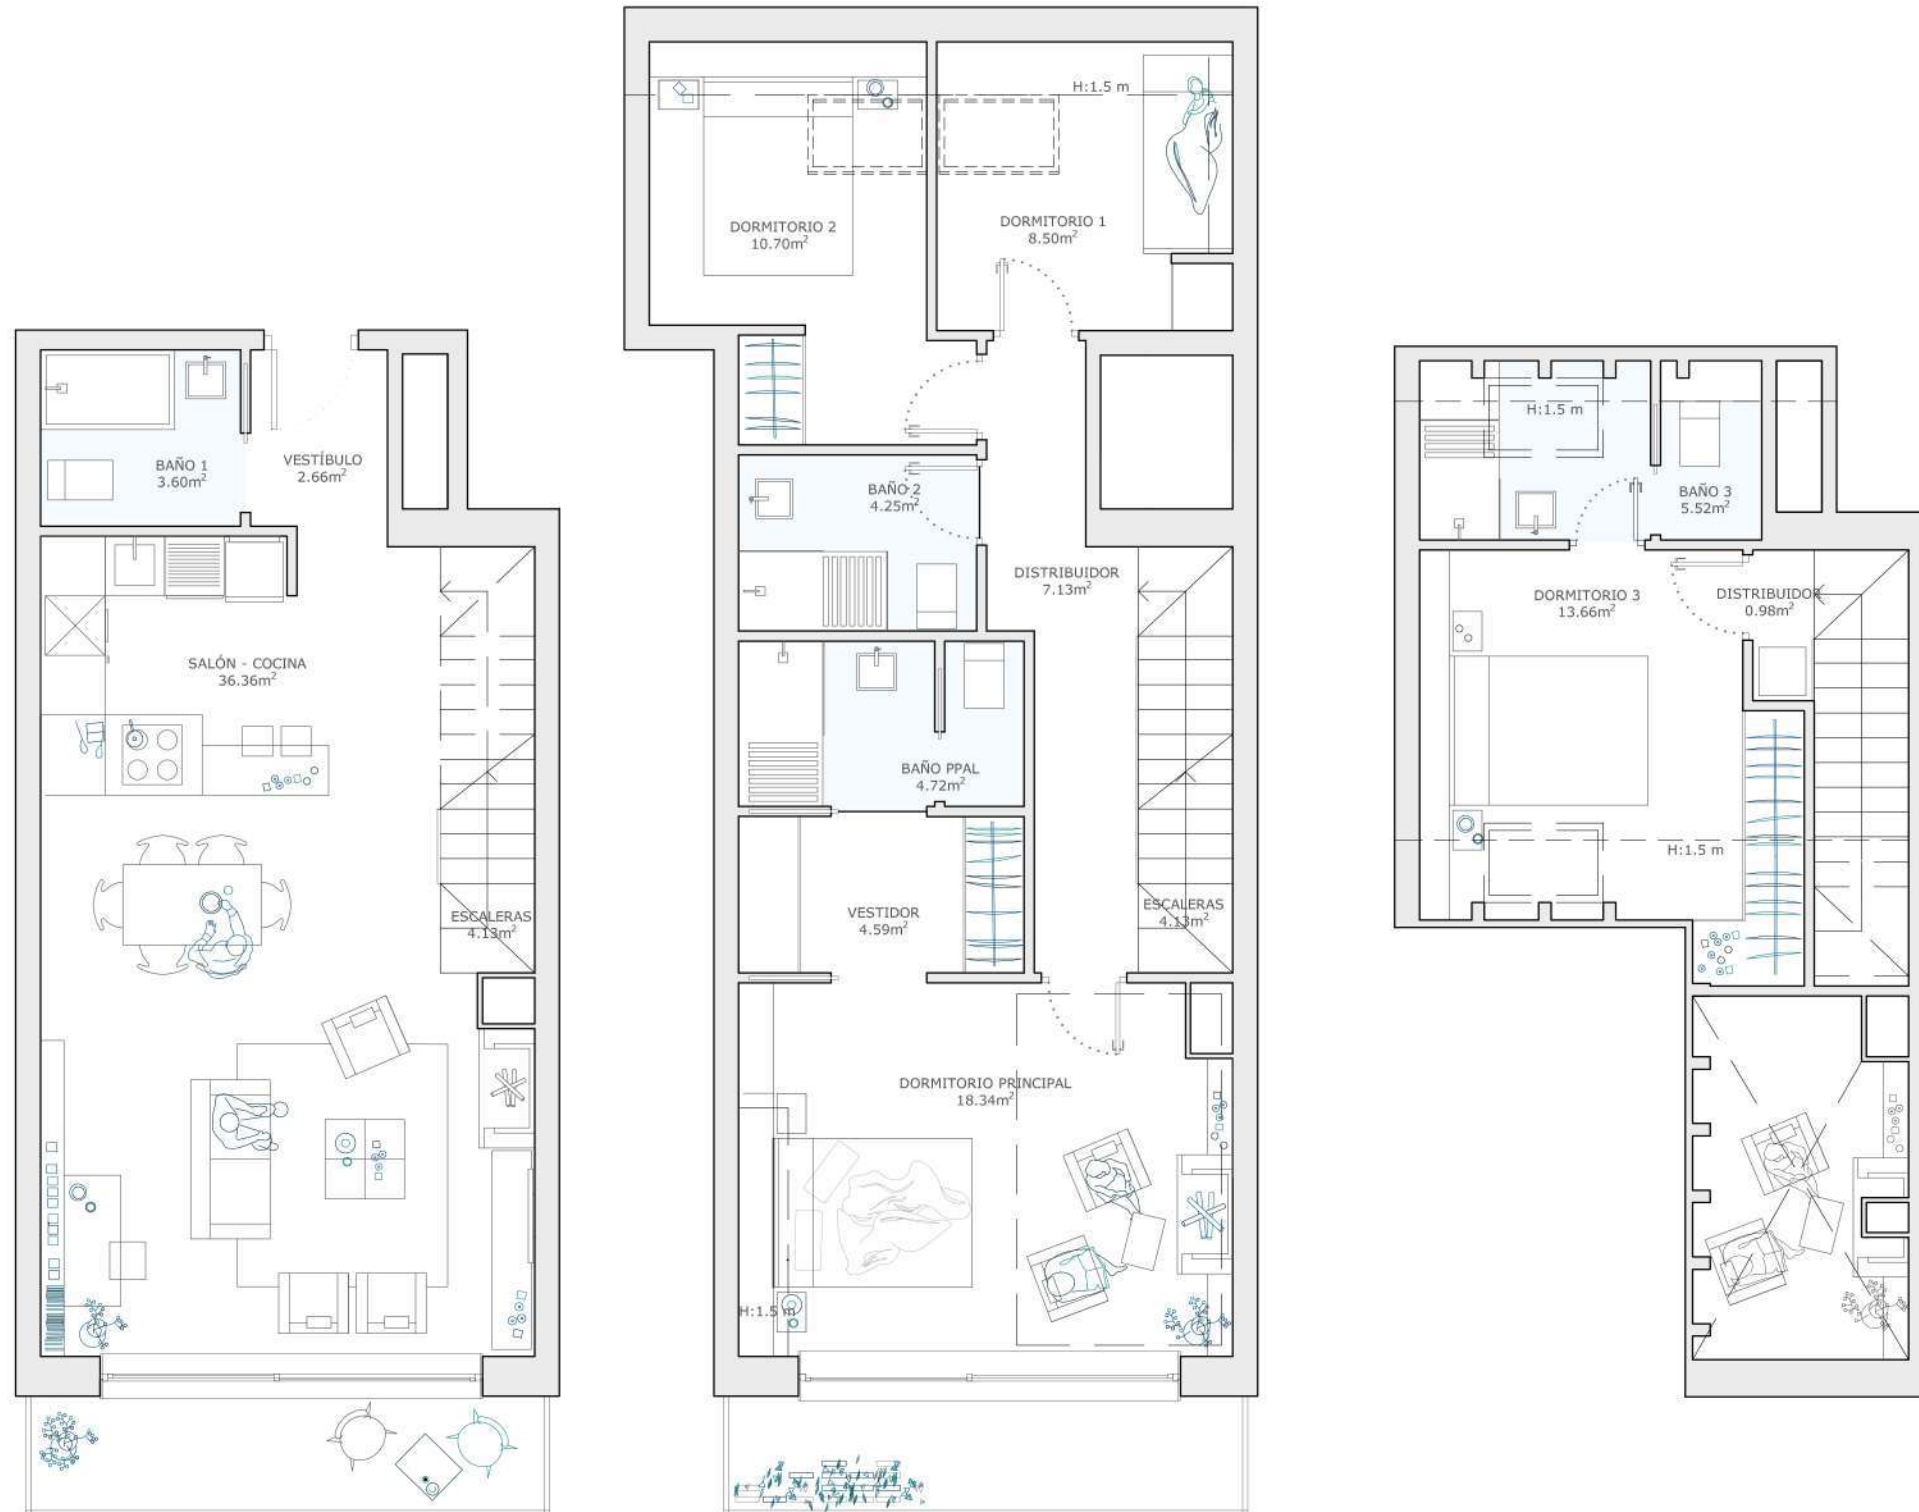 BAÑO 1
3.60m²
VESTÍBULO
2.66m²
SALÓN - COCINA
36.36m²
ESCALERAS
4.13m²
H:1.5 m
DORMITORIO 2
10.70m²
DORMITORIO 1
8.50m²
BAÑO 2
4.25m²
DISTRIBUIDOR
7.13m²
BAÑO PPAL
4.72m²
VESTIDOR
4.59m²
ESCALERAS
4.13m²
DORMITORIO PRINCIPAL
18.34m²
H:1.5 m
H:1.5 m
BAÑO 3
5.52m²
DORMITORIO 3
13.66m²
DISTRIBUIDOR
0.98m²
H:1.5 m